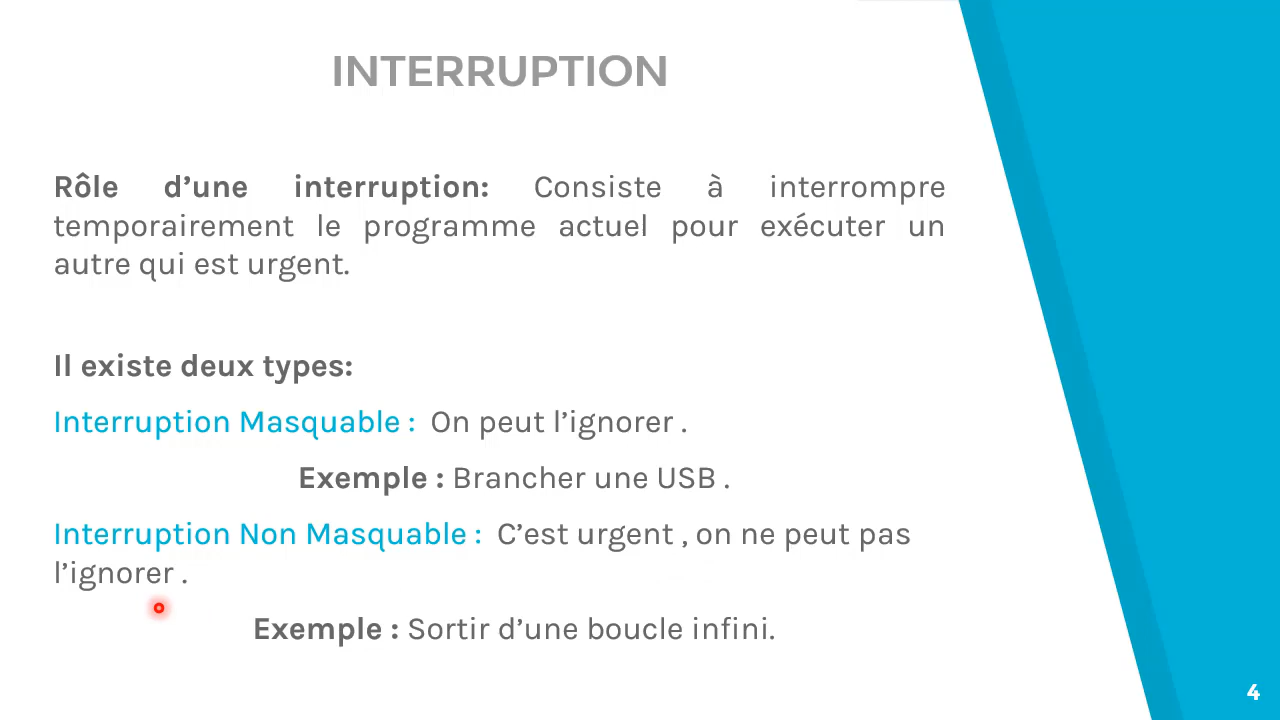 INTERRUPTION
Rôle d’une interruption: Consiste à interrompre
temporairement le programme actuel pour exécuter un
autre qui est urgent.
Il existe deux types:
Interruption Masquable : On peut l’ignorer .
Exemple : Brancher une USB .
Interruption Non Masquable : C’est urgent , on ne peut pas
l’ignorer .
Exemple : Sortir d’une boucle infini.
4